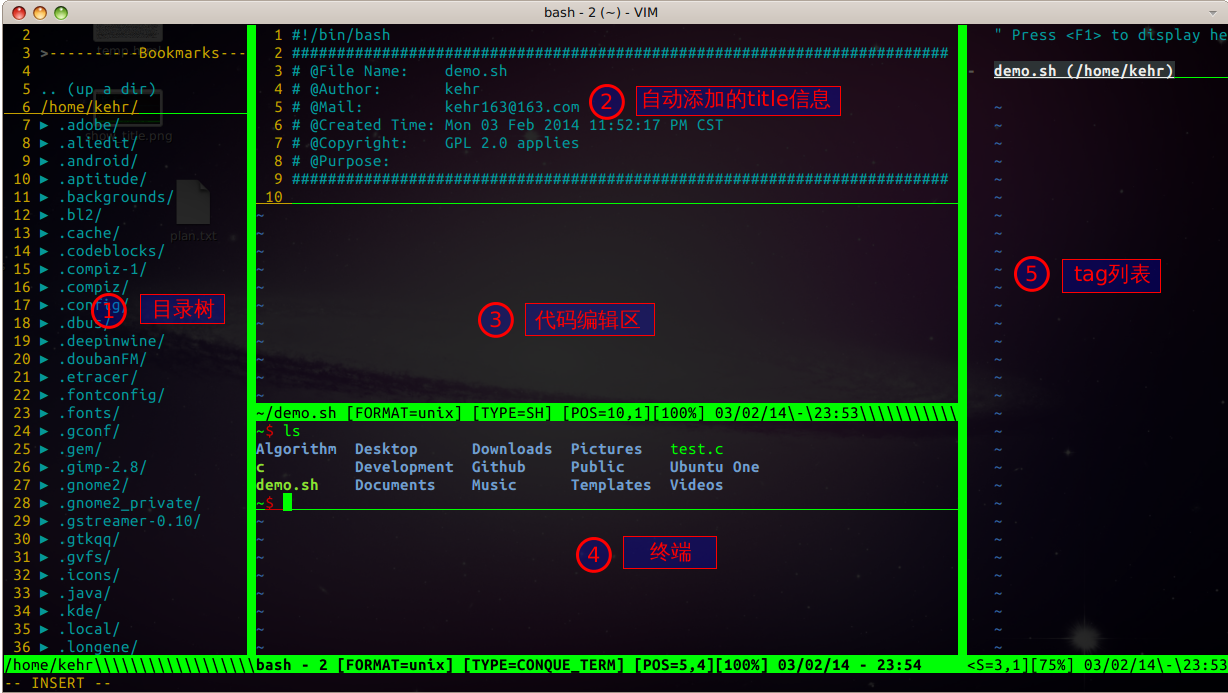 bash - 2 (~) - VIM
2
3 >----------Bookmarks---
4
.. (up a dir)
6 /home/kehr/
7 ▶ .adobe/
8 ▶ .aliedit/
9 ▶ .android/
10 ▶ .aptitude/
11 ▶ .backgrounds/
12 ▶ .bl2/
13 ▶ .cache/
14 ▶ .codeblocks/
15 ▶ .compiz-1/
16 ▶ .compiz/
17 ▶ .config/
18 ▶ .dbus/
19 ▶ .deepinwine/
20 ▶ .doubanFM/
21 ▶ .etracer/
22 ▶ .fontconfig/
23 ▶ .fonts/
24 ▶ .gconf/
25 ▶ .gem/
26 ▶ .gimp-2.8/
27 ▶ .gnome2/
28 ▶ .gnome2_private/
29 ▶ .gstreamer-0.10/
30 ▶ .gtkqq/
31 ▶ .gvfs/
32 ▶ .icons/
33 ▶ .java/
34 ▶ .kde/
35 ▶ .local/
36 ▶ .longene/
plan.txt
① 目录树
1 #!/bin/bash
2 #########################################################################
3 # @File Name:    demo.sh
4 # @Author:       kehr
5 # @Mail:         kehr163@163.com
6 # @Created Time: Mon 03 Feb 2014 11:52:17 PM CST
7 # @Copyright:    GPL 2.0 applies
8 # @Purpose:
9 #########################################################################
10
② 自动添加的title信息
③ 代码编辑区
~/demo.sh [FORMAT=unix] [TYPE=SH] [POS=10,1][100%] 03/02/14\-\23:53\\\\\\\\\\\
~$ ls
Algorithm  Desktop      Downloads  Pictures   test.c
c          Development  Github     Public     Ubuntu One
demo.sh    Documents    Music      Templates  Videos
~$
④ 终端
" Press <F1> to display he
- demo.sh (/home/kehr)
⑤ tag列表
/home/kehr\\\\\\\\\\\\\\\\\\bash - 2 [FORMAT=unix] [TYPE=CONQUE_TERM] [POS=5,4][100%] 03/02/14 - 23:54 <S=3,1][75%] 03/02/14\-\23:53
-- INSERT --